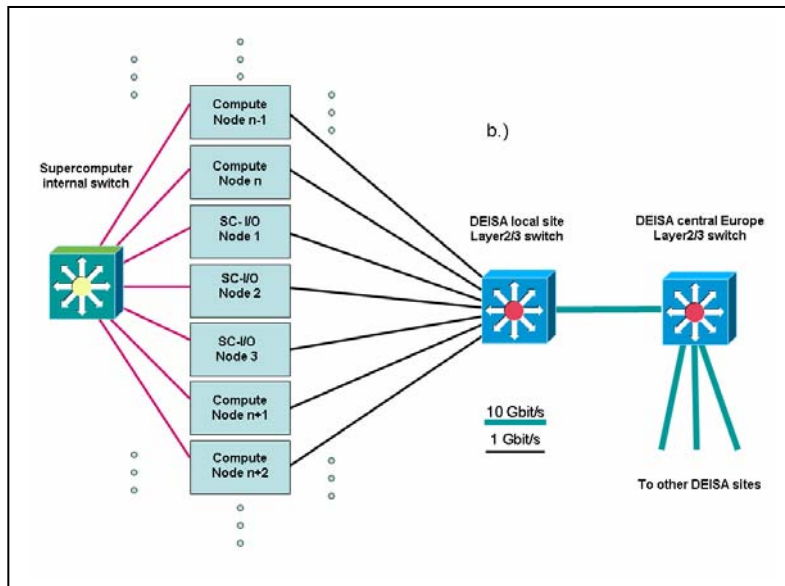 Compute
Node n-1
b.)
Supercomputer
internal switch
Compute
Node n
SC- I/O
Node 1
DEISA local site
Layer2/3 switch
DEISA central Europe
Layer2/3 switch
SC-I/O
Node 2
SC-I/O
Node 3
Compute
Node n+1
10 Gbit/s
1 Gbit/s
Compute
Node n+2
To other DEISA sites